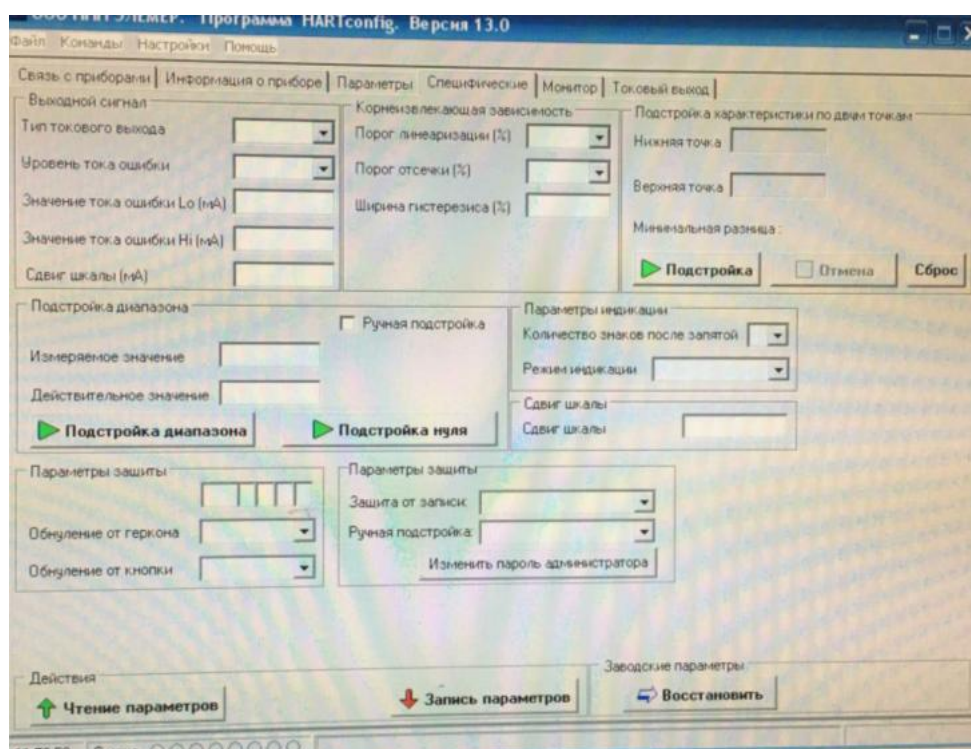 ООО НПП ЭЛЕМЕР. Программа HARTconfig. Версия 13.0
Файл Команды Настройки Помощь
Связь с приборами Информация о приборе Параметры Специфические Монитор Токовый выход
Выходной сигнал
Тип токового выхода
Уровень тока ошибки
Значение тока ошибки Lo (мА)
Значение тока ошибки Hi (мА)
Сдвиг шкалы (мА)
Корнеизвлекающая зависимость
Порог линеаризации (%)
Порог отсечки (%)
Ширина гистерезиса (%)
Подстройка характеристики по двум точкам
Нижняя точка
Верхняя точка
Минимальная разница :
Подстройка Отмена Сброс
Подстройка диапазона
Ручная подстройка
Измеряемое значение
Действительное значение
Подстройка диапазона Подстройка нуля
Параметры индикации
Количество знаков после запятой
Режим индикации
Сдвиг шкалы
Сдвиг шкалы
Параметры защиты
Обнуление от геркона
Обнуление от кнопки
Параметры защиты
Защита от записи:
Ручная подстройка:
Изменить пароль администратора
Действия
Чтение параметров Запись параметров
Заводские параметры
Восстановить